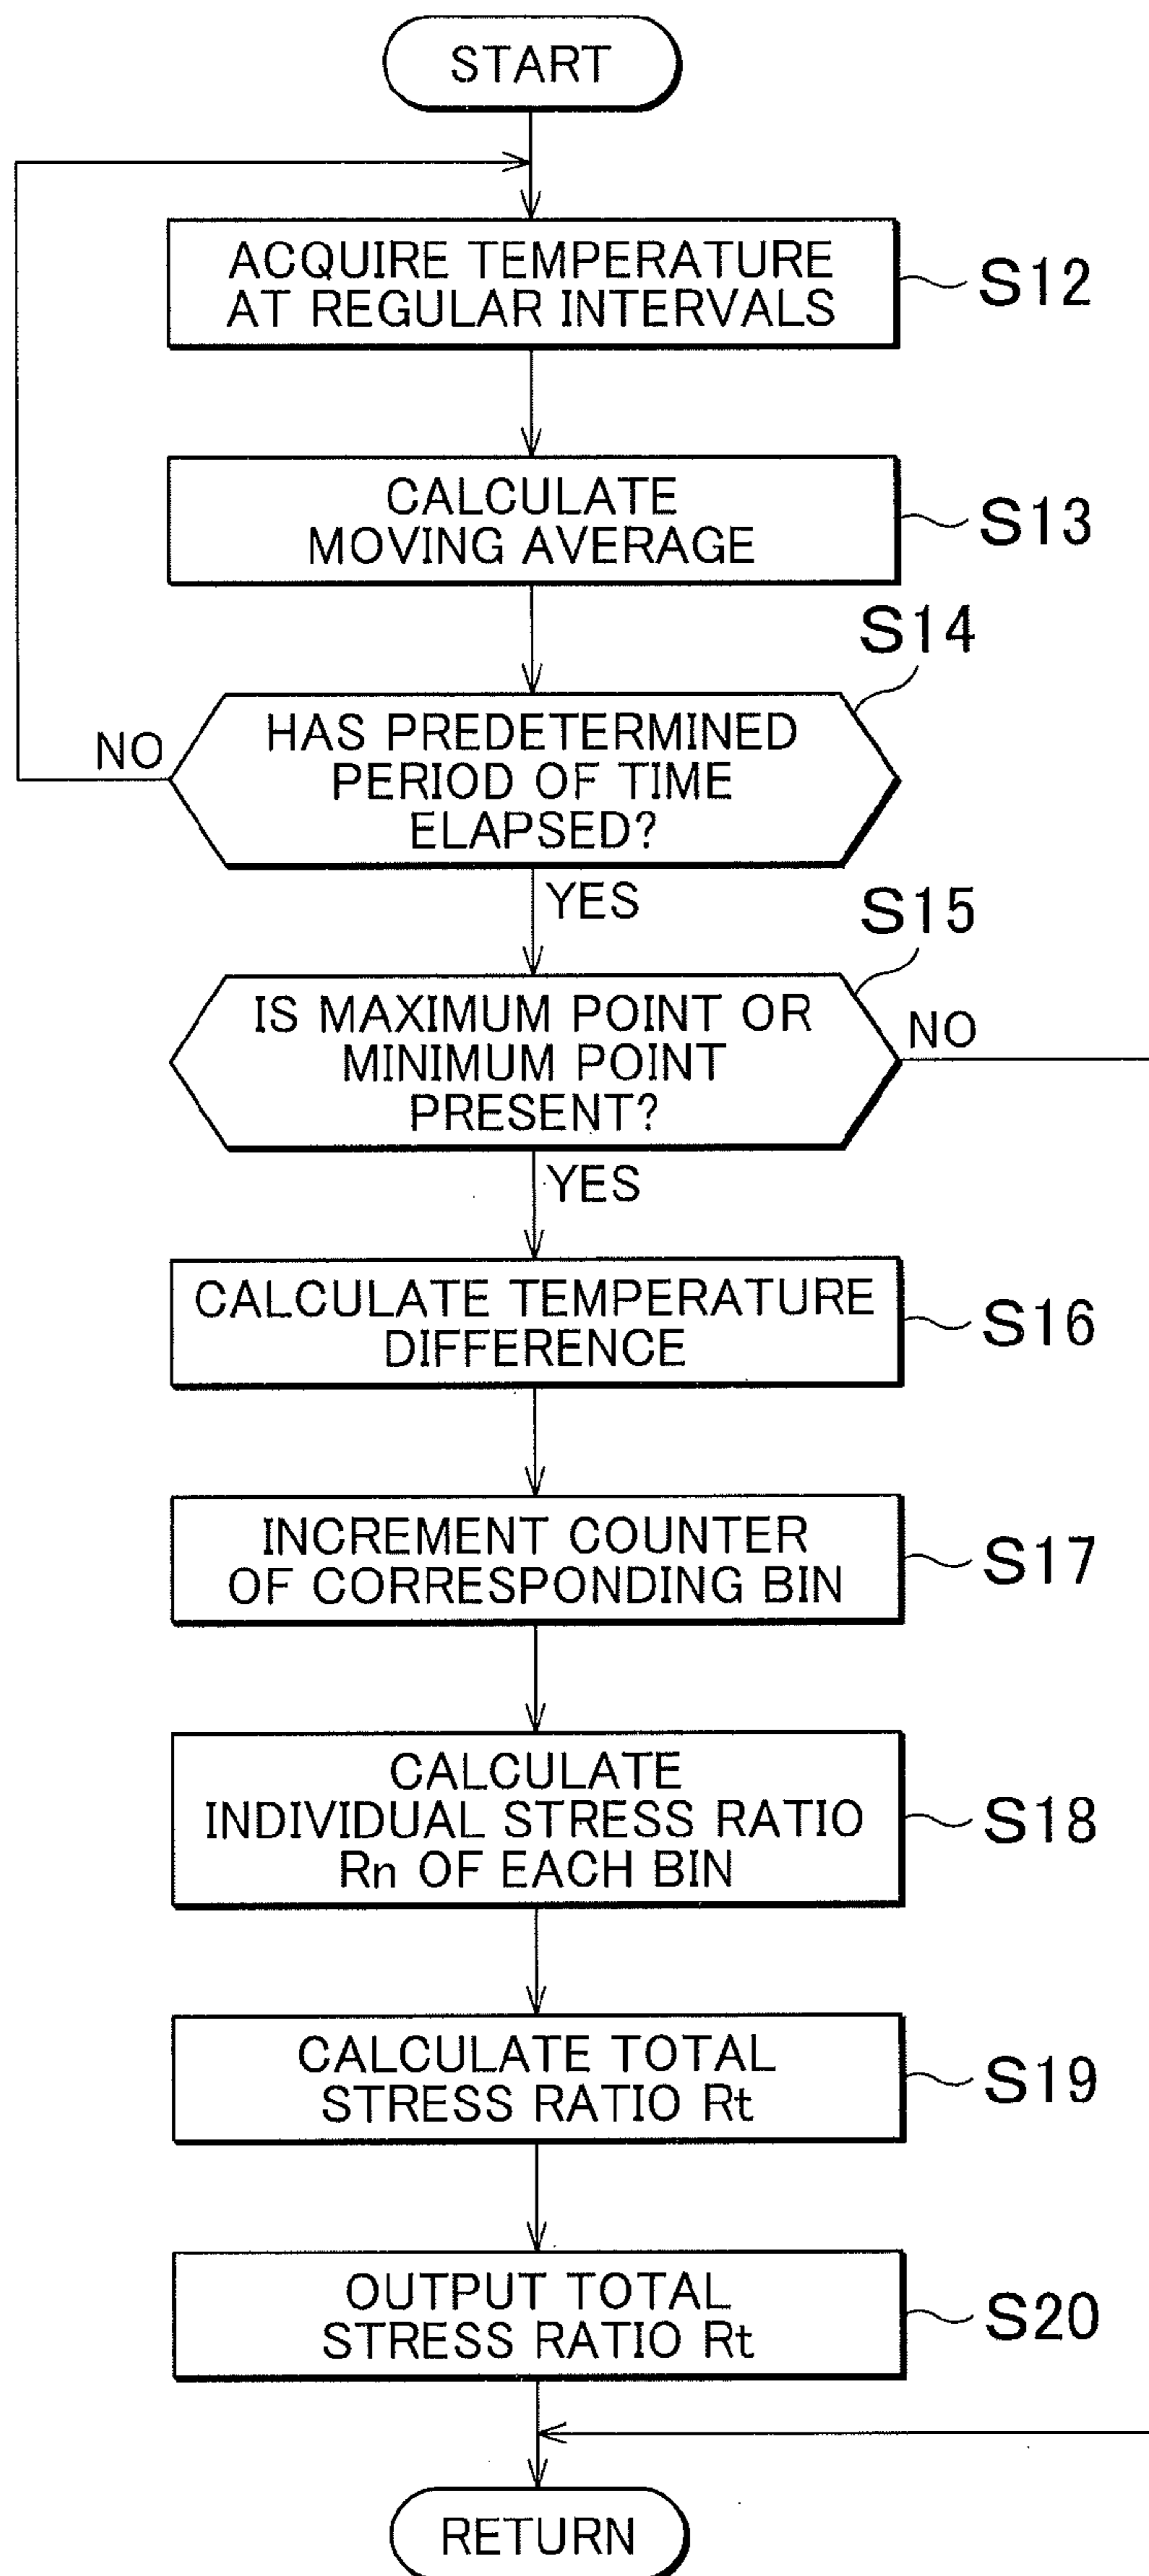 START
ACQUIRE TEMPERATURE
AT REGULAR INTERVALS
S12
CALCULATE
MOVING AVERAGE
S13
S14
HAS PREDETERMINED
PERIOD OF TIME
ELAPSED?
NO
YES
S15
IS MAXIMUM POINT OR
MINIMUM POINT
PRESENT?
NO
YES
CALCULATE TEMPERATURE
DIFFERENCE
S16
INCREMENT COUNTER
OF CORRESPONDING BIN
S17
CALCULATE
INDIVIDUAL STRESS RATIO
Rn OF EACH BIN
S18
CALCULATE TOTAL
STRESS RATIO Rt
S19
OUTPUT TOTAL
STRESS RATIO Rt
S20
RETURN